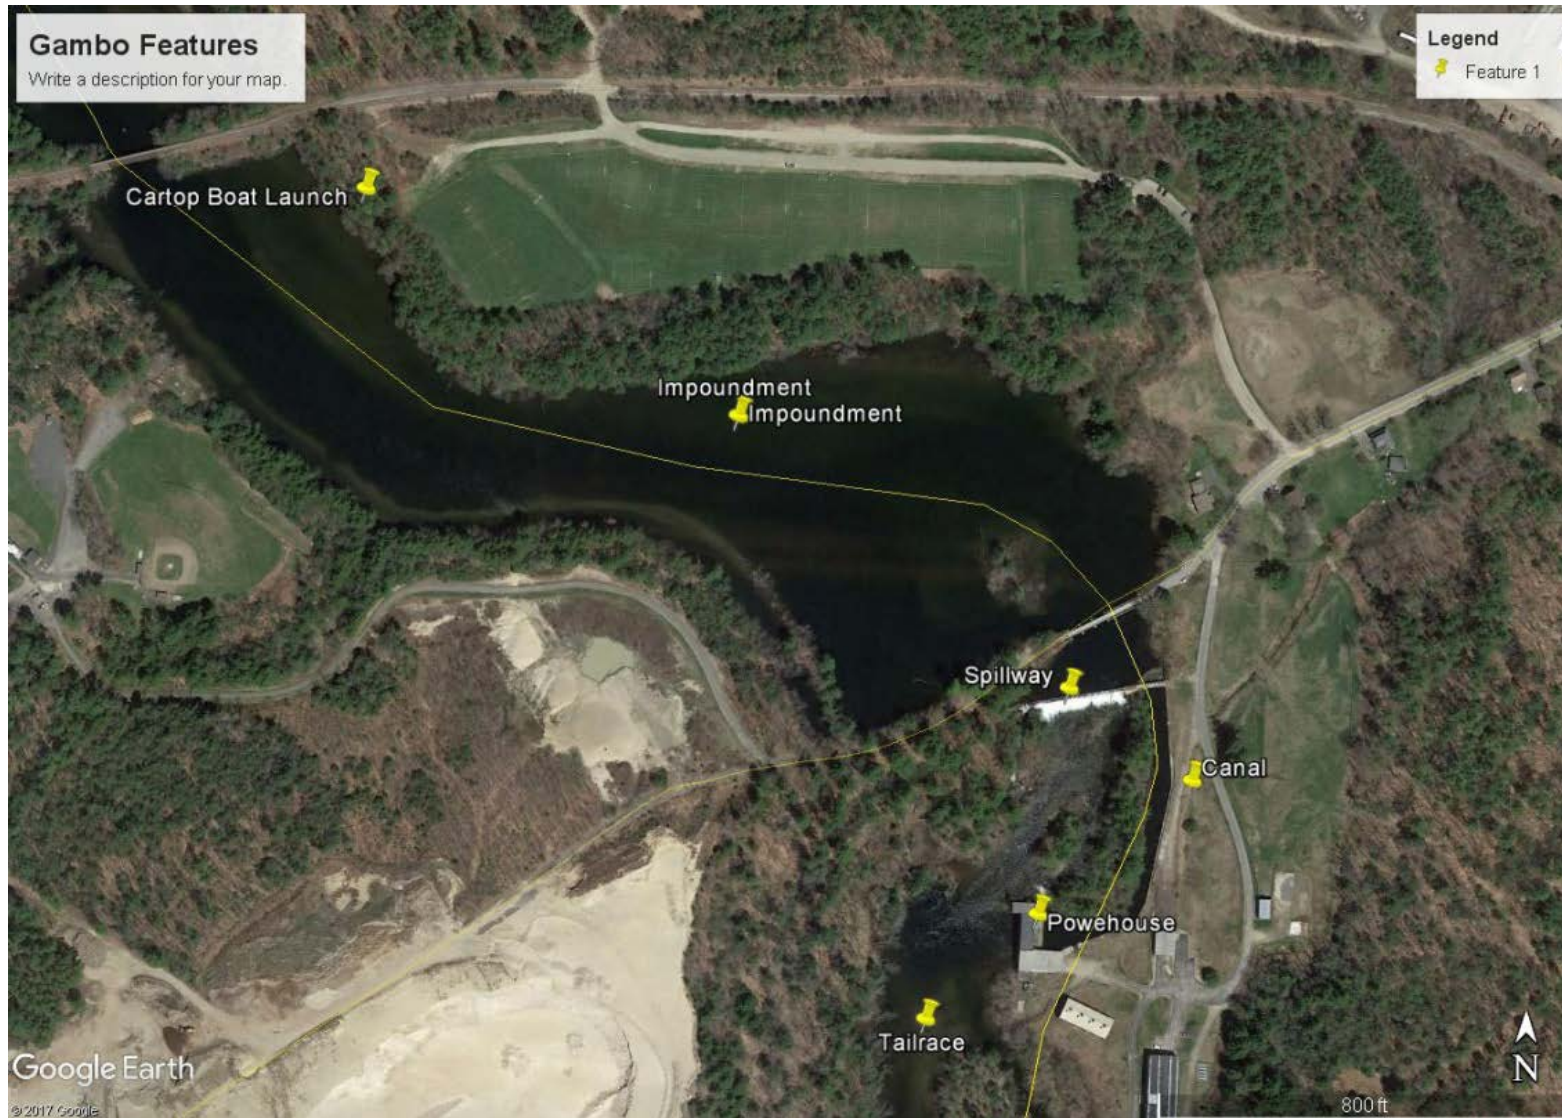 Gambo Features
Write a description for your map.
Legend
Feature 1
Cartop Boat Launch
Impoundment
Impoundment
Spillway
Canal
Powehouse
Tailrace
Google Earth
© 2017 Google
N
800 ft